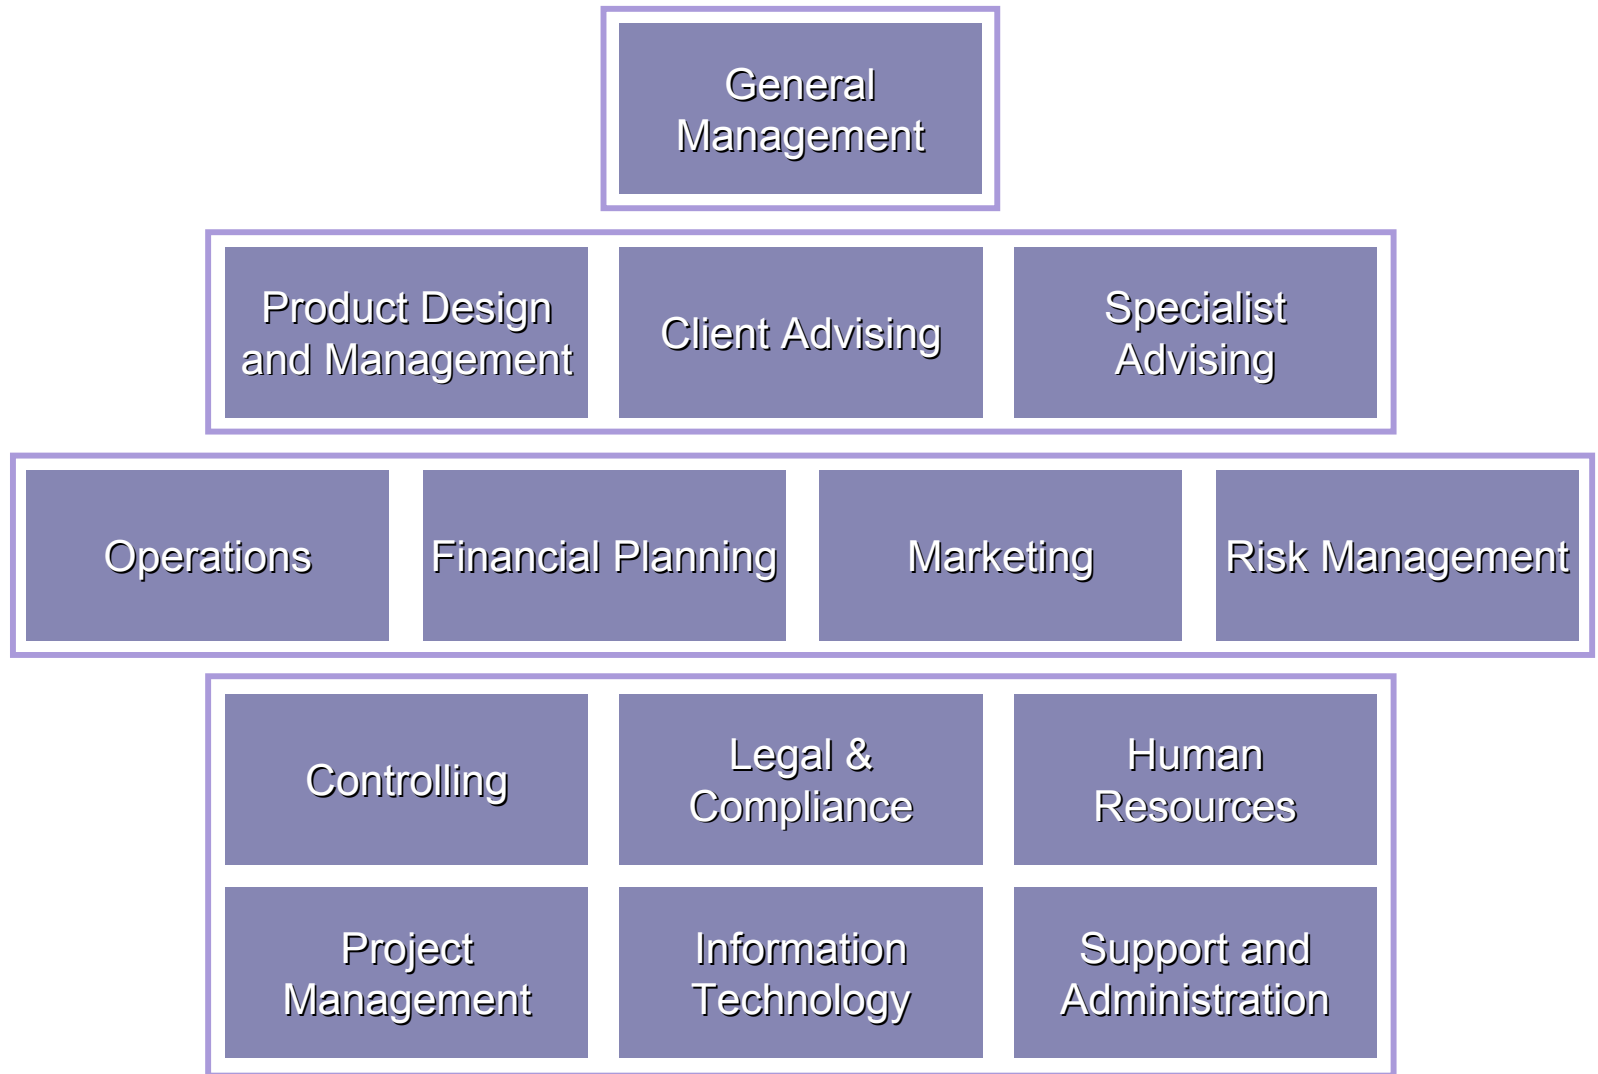 General
Management
Product Design
and Management
Client Advising
Specialist
Advising
Operations
Financial Planning
Marketing
Risk Management
Controlling
Legal &
Compliance
Human
Resources
Project
Management
Information
Technology
Support and
Administration